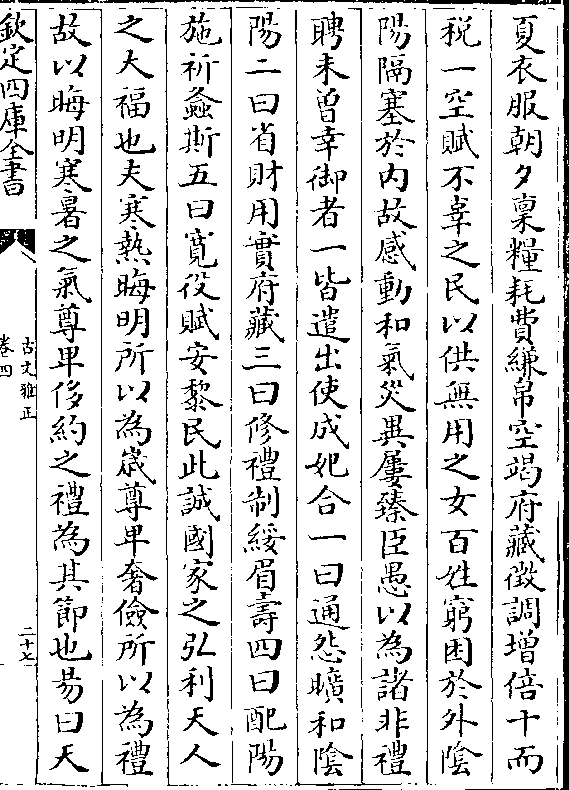 夏衣服朝夕稟糧耗費縑帛空竭府藏徵調增倍十而
税一空賦不辜之民以供無用之女百姓窮困於外隂
陽隔塞於内故感動和氣災異屢臻臣愚以為諸非禮
聘未曽幸御者一皆遣出使成妃合一曰通怨曠和隂
陽二曰省財用實府藏三曰修禮制綏眉壽四曰配陽
施祈螽斯五曰寛役賦安黎民此誠國家之弘利天人
之大福也夫寒熱晦明所以為嵗尊卑奢儉所以為禮
故以晦明寒暑之氣尊卑侈約之禮為其節也易曰天
欽定四庫全書
古文雅正
卷四
二十七